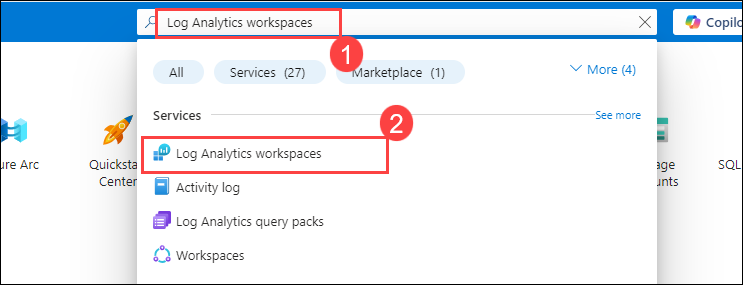 Log Analytics workspaces
Copilo
1
All
Services (27)
Marketplace (1)
More (4)
Services
See more
2
Log Analytics workspaces
Activity log
Log Analytics query packs
Workspaces
ure Arc
Quicksta
Center
age
unts
SQL